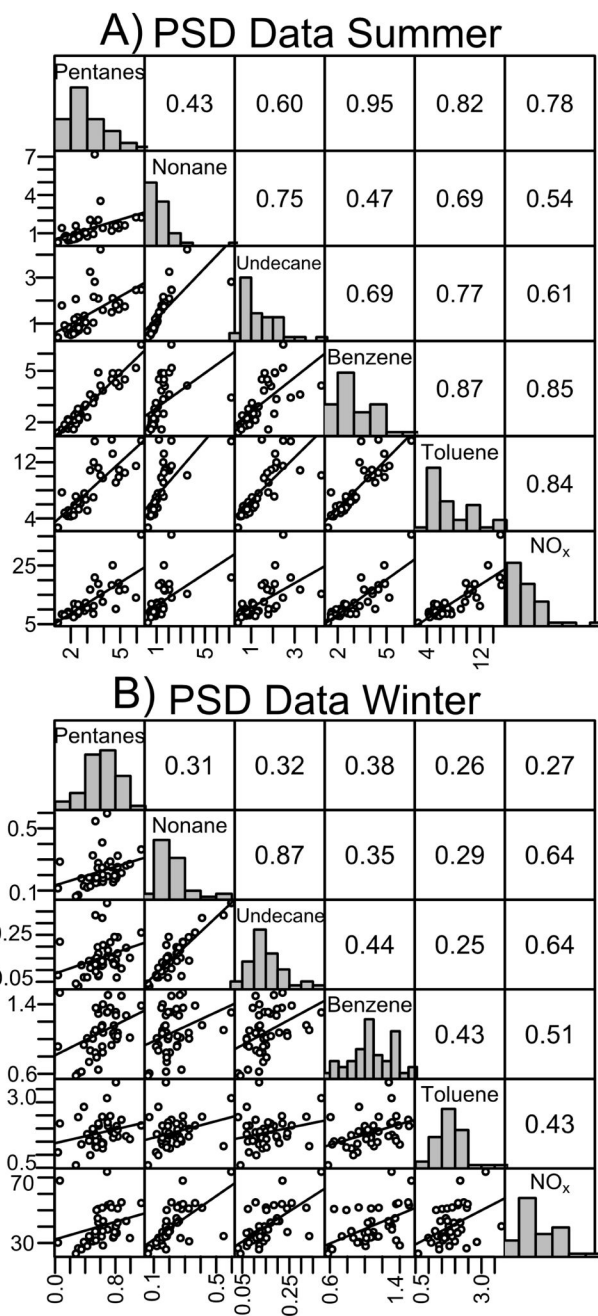 A) PSD Data Summer
Pentanes 0.43 0.60 0.95 0.82 0.78
7 4 1 Nonane 0.75 0.47 0.69 0.54
3 1 Undecane 0.69 0.77 0.61
5 2 Benzene 0.87 0.85
12 4 Toluene 0.84
25 5 NOx
2 5 1 5 1 3 2 5 4 12
B) PSD Data Winter
Pentanes 0.31 0.32 0.38 0.26 0.27
0.5 0.1 Nonane 0.87 0.35 0.29 0.64
0.25 0.05 Undecane 0.44 0.25 0.64
1.4 0.6 Benzene 0.43 0.51
3.0 0.5 Toluene 0.43
70 30 NOx
0.0 0.8 0.1 0.5 0.05 0.25 0.6 1.4 0.5 3.0